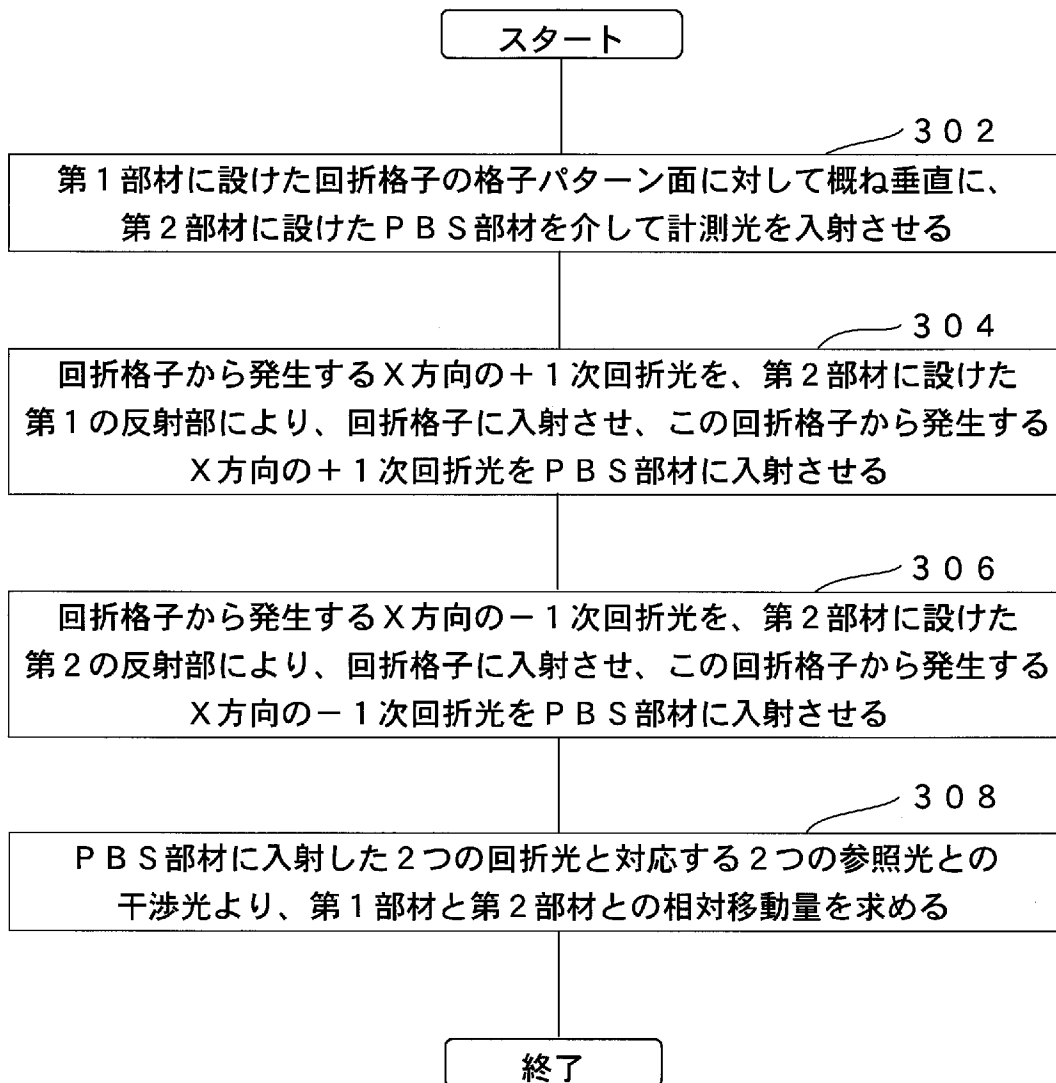 スタート
３０２
第１部材に設けた回折格子の格子パターン面に対して概ね垂直に、
第２部材に設けたＰＢＳ部材を介して計測光を入射させる
３０４
回折格子から発生するＸ方向の＋１次回折光を、第２部材に設けた
第１の反射部により、回折格子に入射させ、この回折格子から発生する
Ｘ方向の＋１次回折光をＰＢＳ部材に入射させる
３０６
回折格子から発生するＸ方向の－１次回折光を、第２部材に設けた
第２の反射部により、回折格子に入射させ、この回折格子から発生する
Ｘ方向の－１次回折光をＰＢＳ部材に入射させる
３０８
ＰＢＳ部材に入射した２つの回折光と対応する２つの参照光との
干渉光より、第１部材と第２部材との相対移動量を求める
終了